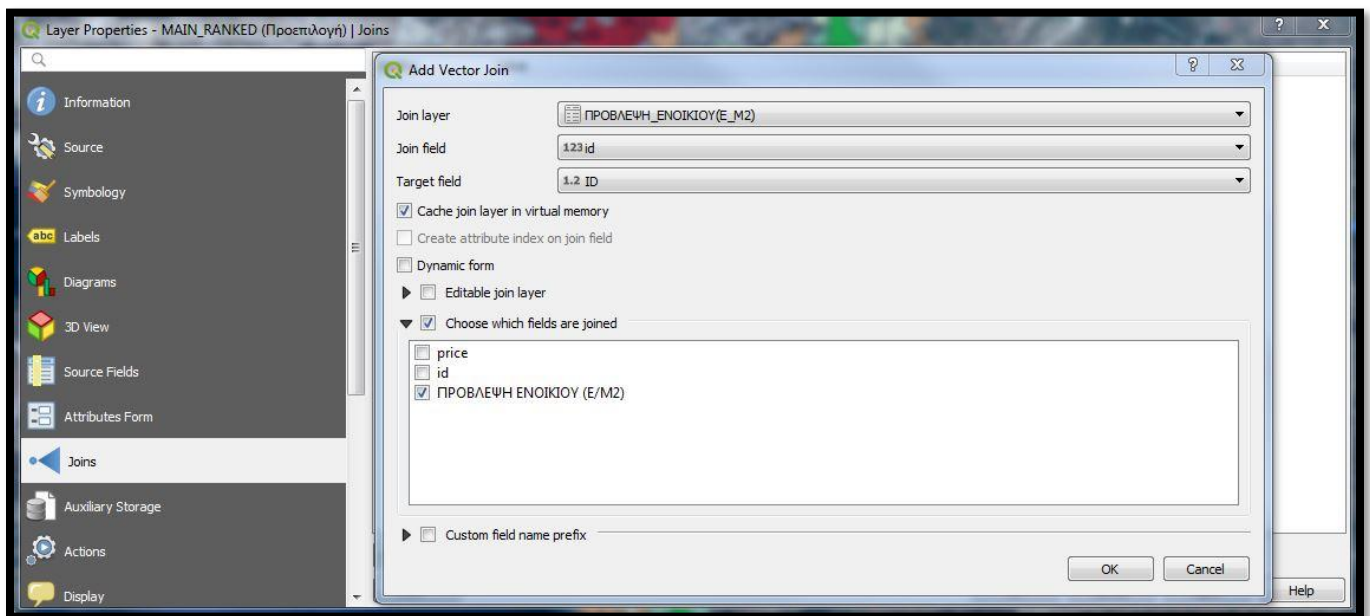 Layer Properties - MAIN_RANKED (Προεπιλογή) | Joins
Information
Source
Symbology
abc Labels
Diagrams
3D View
Source Fields
Attributes Form
Joins
Auxiliary Storage
Actions
Display
Add Vector Join
Join layer ΠΡΟΒΛΕΨΗ_ΕΝΟΙΚΙΟΥ(Ε_Μ2)
Join field 123 id
Target field 1.2 ID
Cache join layer in virtual memory
Create attribute index on join field
Dynamic form
Editable join layer
Choose which fields are joined
price
id
ΠΡΟΒΛΕΨΗ ΕΝΟΙΚΙΟΥ (Ε/Μ2)
Custom field name prefix
OK Cancel
Help